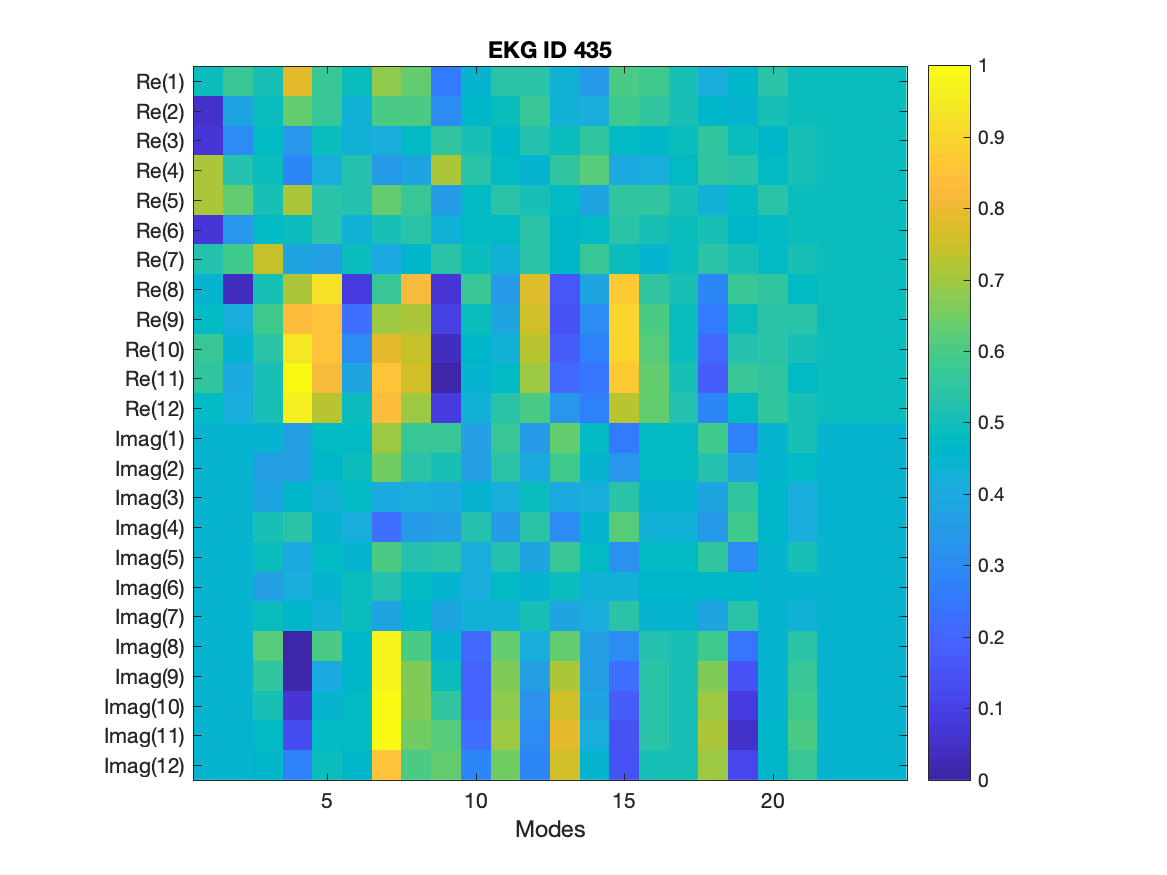 EKG ID 435
Re(1)
Re(2)
Re(3)
Re(4)
Re(5)
Re(6)
Re(7)
Re(8)
Re(9)
Re(10)
Re(11)
Re(12)
Imag(1)
Imag(2)
Imag(3)
Imag(4)
Imag(5)
Imag(6)
Imag(7)
Imag(8)
Imag(9)
Imag(10)
Imag(11)
Imag(12)
5 10 15 20
Modes
1
0.9
0.8
0.7
0.6
0.5
0.4
0.3
0.2
0.1
0